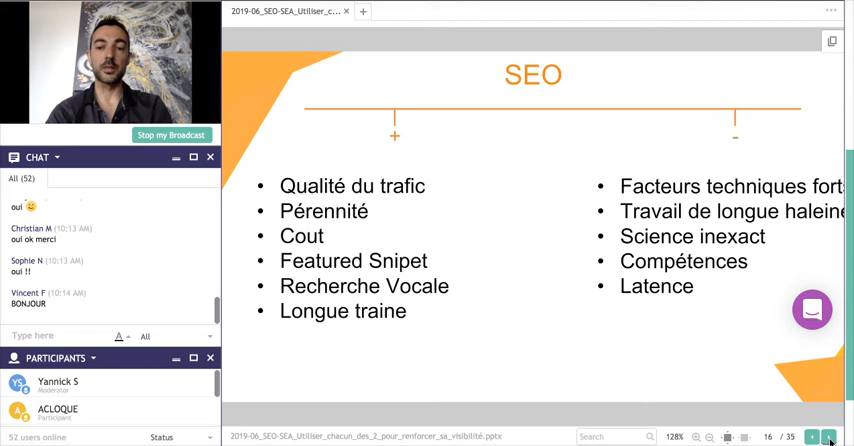 2019-06_SEO-SEA_Utiliser_c...
SEO
+
-
Stop my Broadcast
CHAT
All (52)
oui
Christian M (10:13 AM)
oui ok merci
Sophie N (10:13 AM)
oui !!
Vincent F (10:14 AM)
BONJOUR
Type here
A
All
PARTICIPANTS
YS
Yannick S
Moderator
A
ACLOQUE
Participant
52 users online
Status
• Qualité du trafic
• Pérennité
• Cout
• Featured Snipet
• Recherche Vocale
• Longue traine
• Facteurs techniques fort
• Travail de longue haleine
• Science inexact
• Compétences
• Latence
2019-06_SEO-SEA_Utiliser_chacun_des_2_pour_renforcer_sa_visibilité.pptx
Search
128%
16 / 35